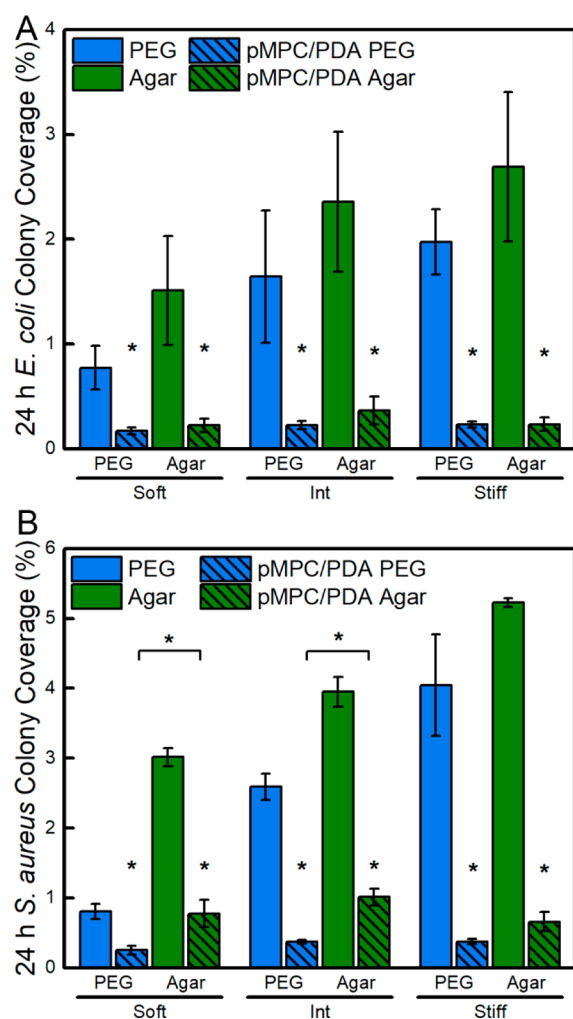 A
24 h E. coli Colony Coverage (%)
4
3
2
1
0
PEG pMPC/PDA PEG
Agar pMPC/PDA Agar
* * * * * *
PEG Agar PEG Agar PEG Agar
Soft Int Stiff
B
24 h S. aureus Colony Coverage (%)
6
5
4
3
2
1
0
PEG pMPC/PDA PEG
Agar pMPC/PDA Agar
* *
* * * * * *
PEG Agar PEG Agar PEG Agar
Soft Int Stiff